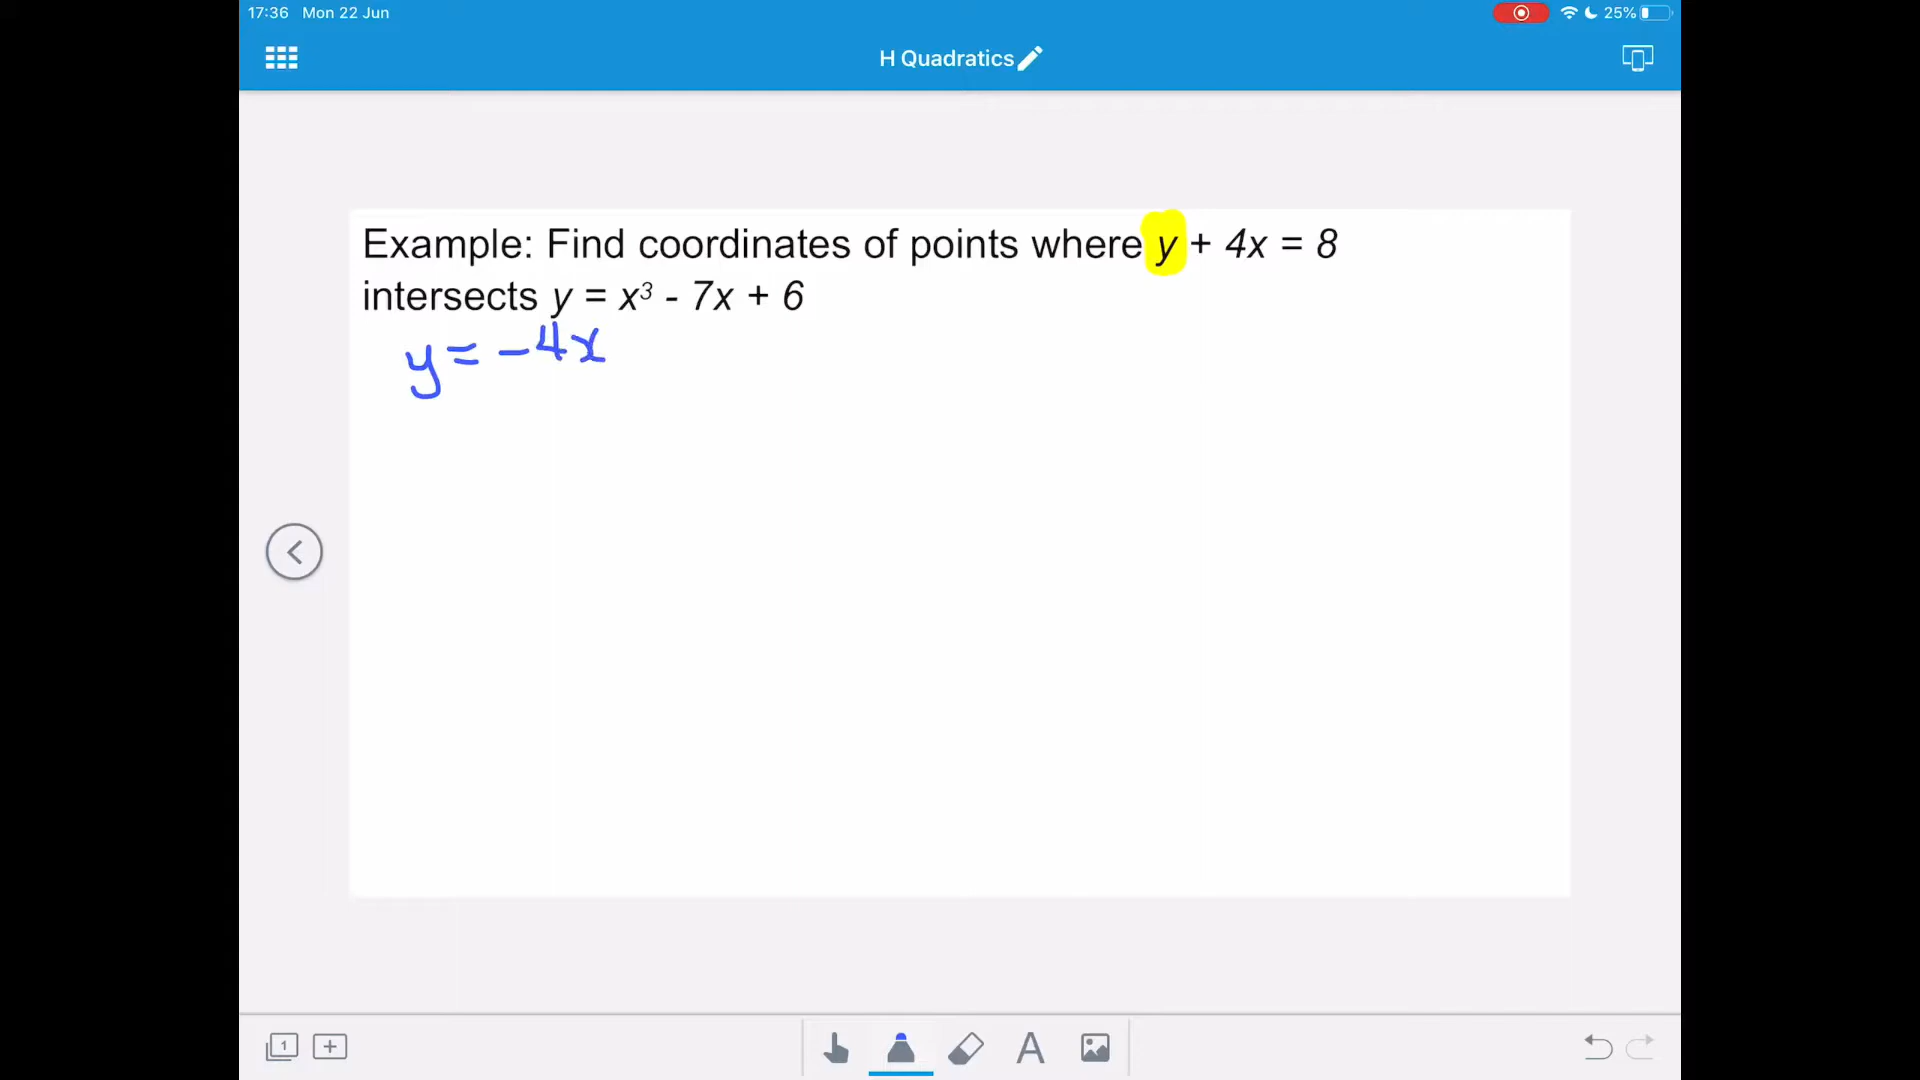 17:36 Mon 22 Jun
25%
H Quadratics
Example: Find coordinates of points where y + 4x = 8
intersects y = x³ - 7x + 6
y = -4x
1
A